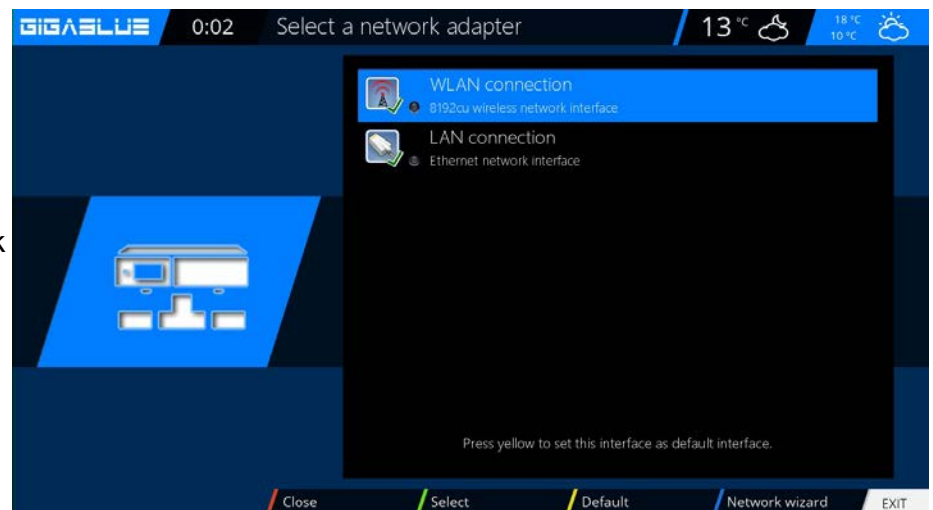 GIGABLUE 0:02 Select a network adapter 13 °C 18 °C
10 °C
WLAN connection
8192cu wireless network interface
LAN connection
Ethernet network interface
k
Press yellow to set this interface as default interface.
Close Select Default Network wizard EXIT